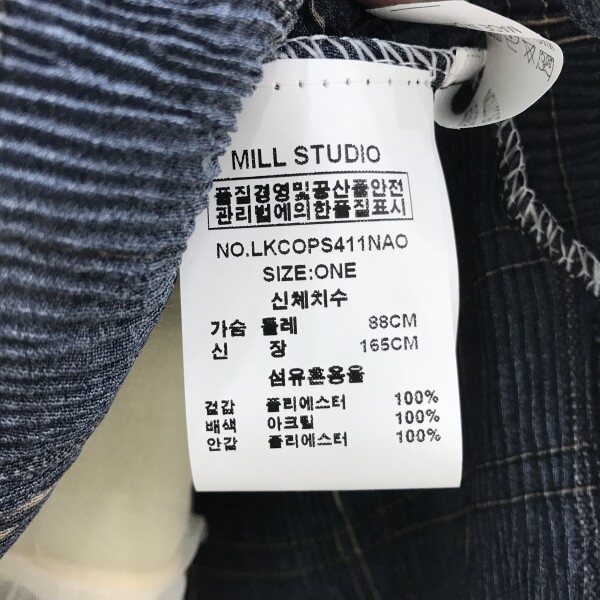 MILL STUDIO
품질경영및공산품안전
관리법에의한품질표시
NO.LKCOPS411NAO
SIZE:ONE
신체치수
가슴 둘레 88CM
신 장 165CM
섬유혼용율
겉감 폴리에스터 100%
배색 아크릴 100%
안감 폴리에스터 100%